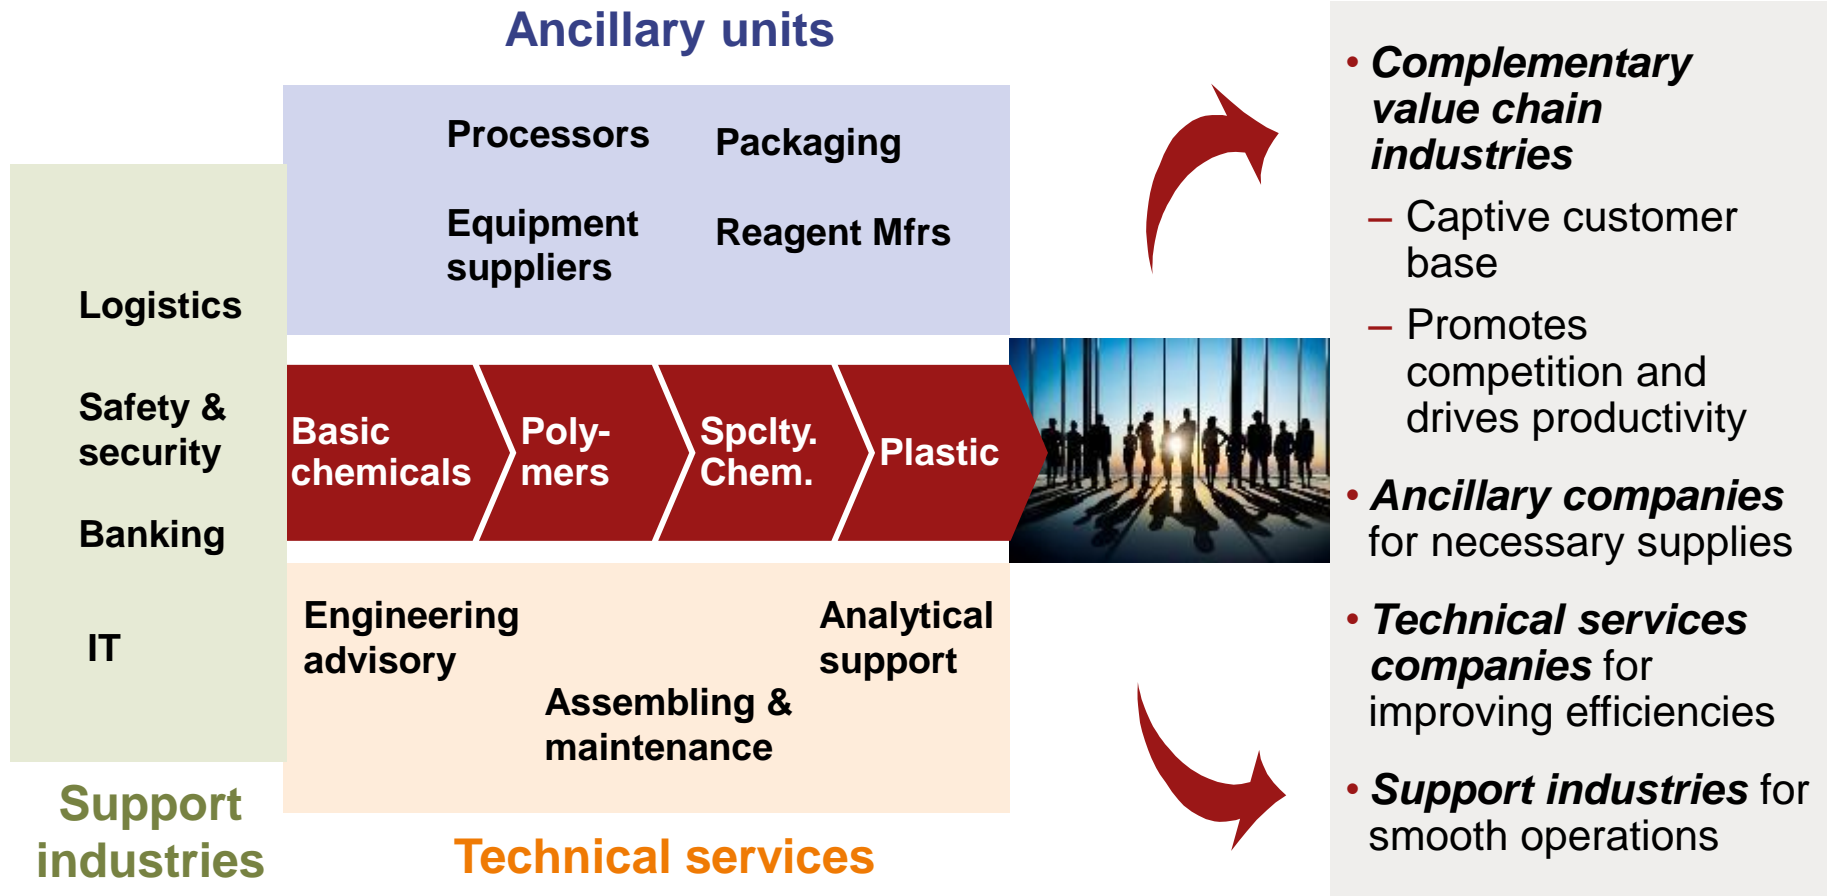 Ancillary units
Processors
Packaging
Equipment
suppliers
Reagent Mfrs
Logistics
Safety &
security
Banking
IT
Support
industries
Basic
chemicals
Poly-
mers
Spclty.
Chem.
Plastic
Engineering
advisory
Assembling &
maintenance
Analytical
support
Technical services
• Complementary
value chain
industries
– Captive customer
base
– Promotes
competition and
drives productivity
• Ancillary companies
for necessary supplies
• Technical services
companies for
improving efficiencies
• Support industries for
smooth operations